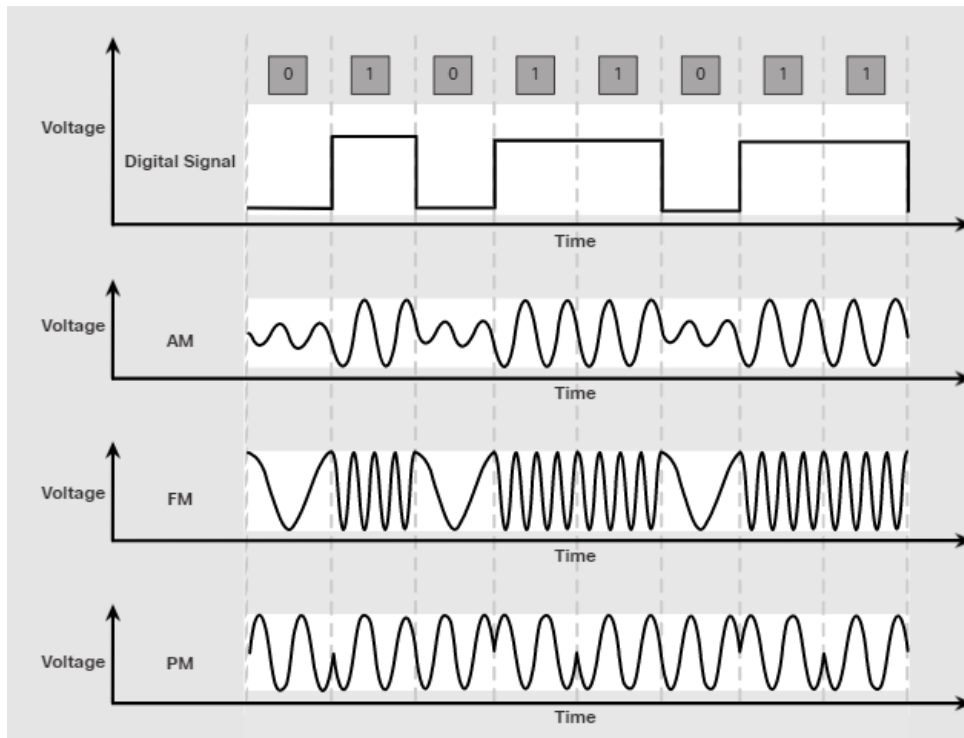 0 1 0 1 1 0 1 1
Voltage
Digital Signal
Time
Voltage
AM
Time
Voltage
FM
Time
Voltage
PM
Time